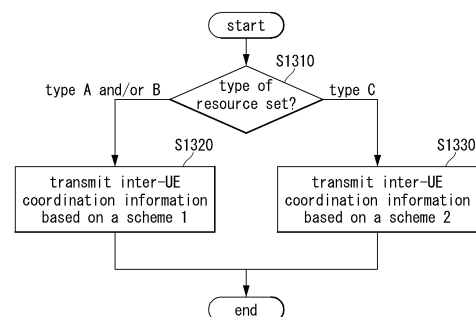 start
S1310
type of
resource set?
type A and/or B
type C
S1320
transmit inter-UE
coordination information
based on a scheme 1
S1330
transmit inter-UE
coordination information
based on a scheme 2
end